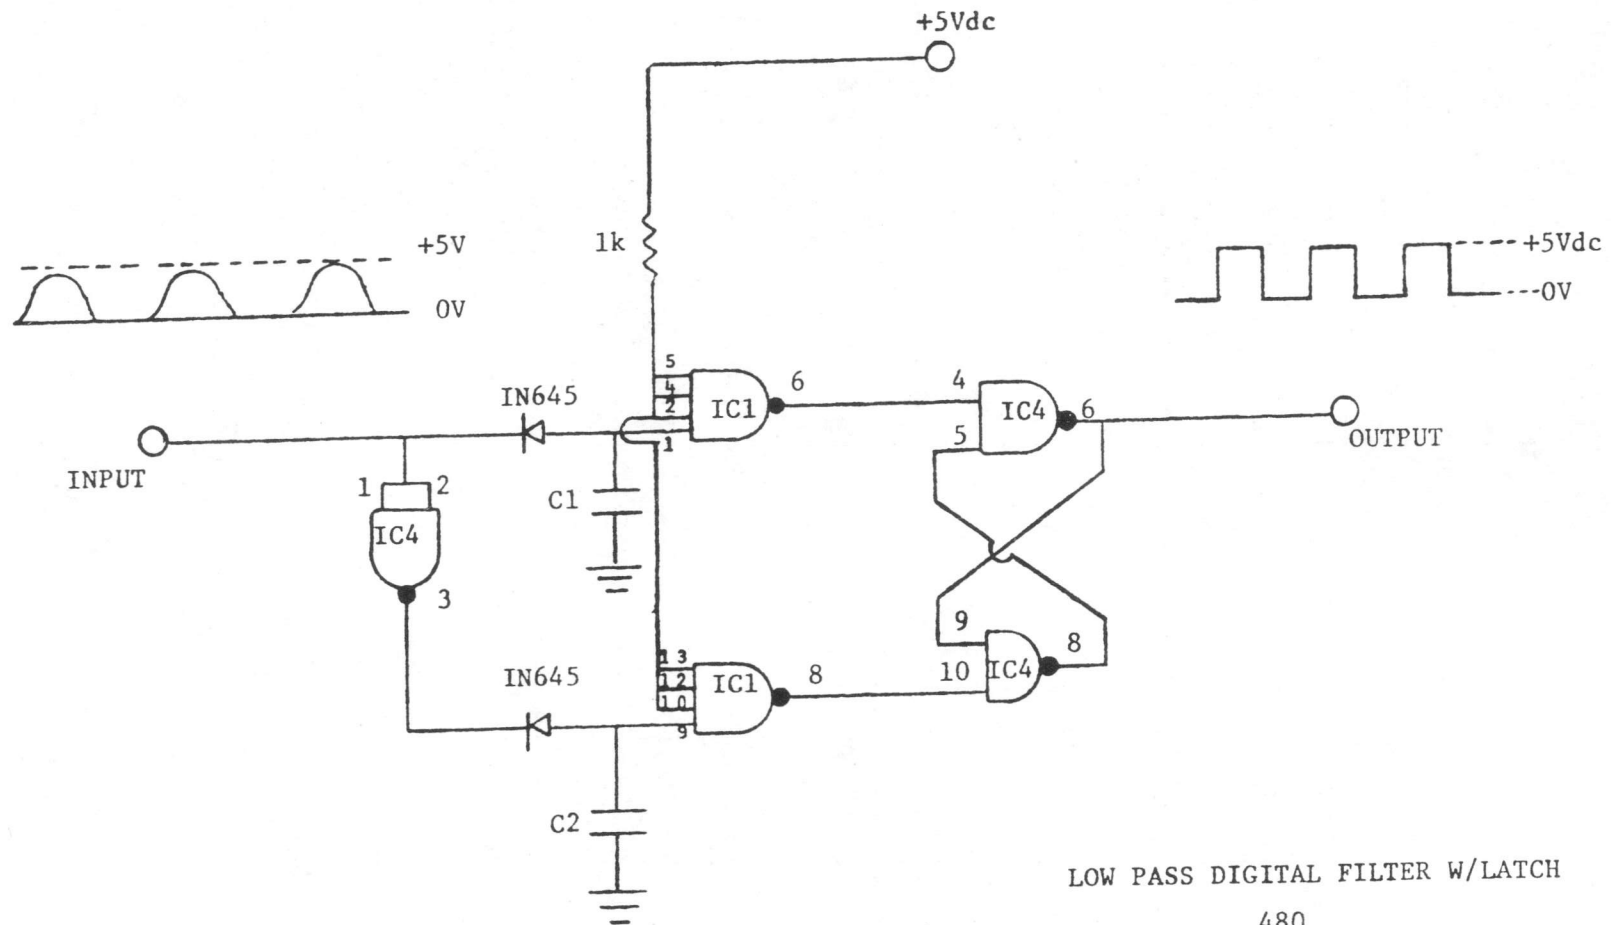 +5Vdc
1k
+5V
0V
+5Vdc
0V
IN645
5
4
2
1
IC1
6
4
5
IC4
6
INPUT
OUTPUT
1
2
IC4
3
C1
IN645
13
12
10
9
IC1
8
9
10
IC4
8
C2
LOW PASS DIGITAL FILTER W/LATCH
480